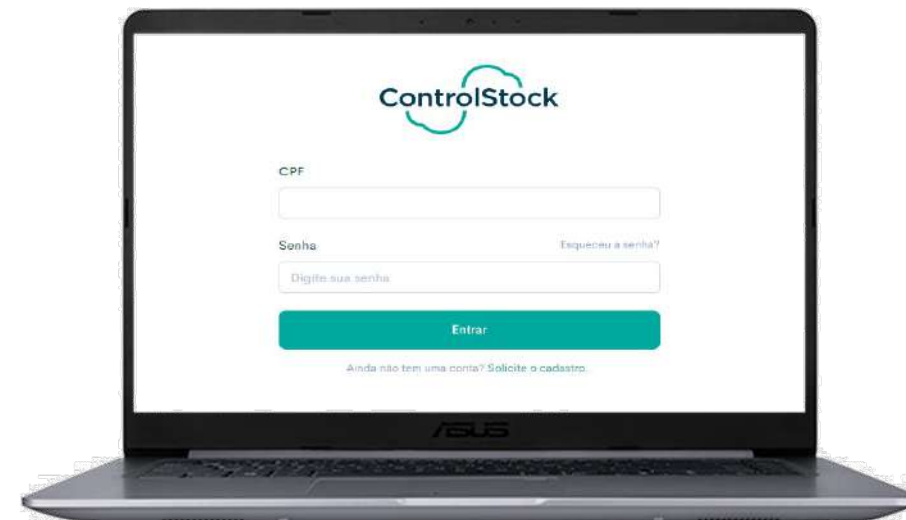 ControlStock
CPF
Senha
Esqueceu a senha?
Digite sua senha
Entrar
Ainda não tem uma conta? Solicite o cadastro.
ASUS